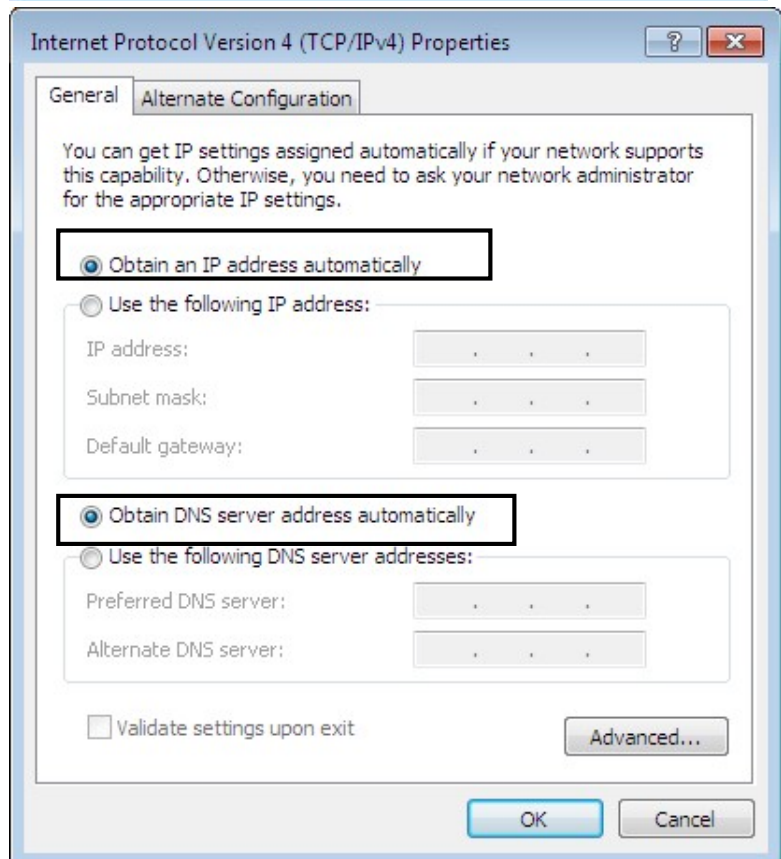 Internet Protocol Version 4 (TCP/IPv4) Properties
?
General
Alternate Configuration
You can get IP settings assigned automatically if your network supports
this capability. Otherwise, you need to ask your network administrator
for the appropriate IP settings.
Obtain an IP address automatically
Use the following IP address:
IP address:
Subnet mask:
Default gateway:
Obtain DNS server address automatically
Use the following DNS server addresses:
Preferred DNS server:
Alternate DNS server:
Validate settings upon exit
Advanced...
OK
Cancel